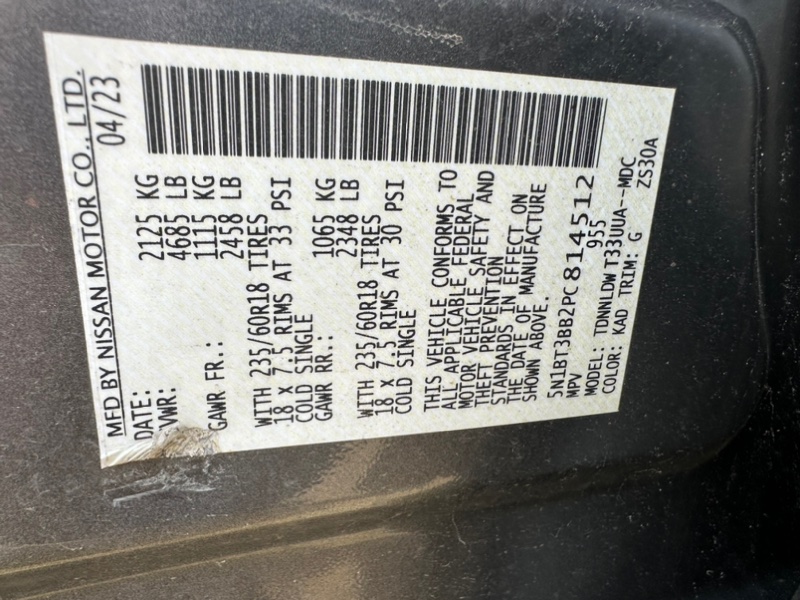 MFD BY NISSAN MOTOR CO., LTD.
DATE: 04/23
VWR: 2125 KG
4685 LB
GAWR FR.: 1115 KG
2458 LB
WITH 235/60R18 TIRES
18 X 7.5 RIMS AT 33 PSI
COLD SINGLE
GAWR RR.: 1065 KG
2348 LB
WITH 235/60R18 TIRES
18 X 7.5 RIMS AT 30 PSI
COLD SINGLE
THIS VEHICLE CONFORMS TO
ALL APPLICABLE FEDERAL
MOTOR VEHICLE SAFETY AND
THEFT PREVENTION
STANDARDS IN EFFECT ON
THE DATE OF MANUFACTURE
SHOWN ABOVE.
5N1BT3BB2PC814512
MPV 955
MODEL: TDNNLDWT33UUA--MDC
COLOR: KAD TRIM: G ZS30A